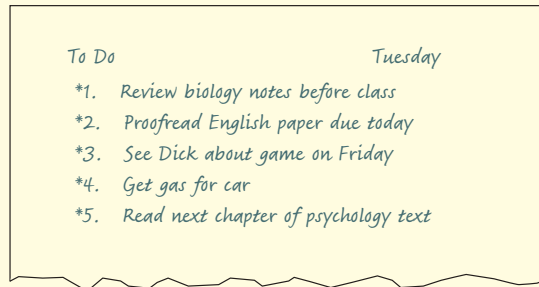 To Do Tuesday
*1. Review biology notes before class
*2. Proofread English paper due today
*3. See Dick about game on Friday
*4. Get gas for car
*5. Read next chapter of psychology text